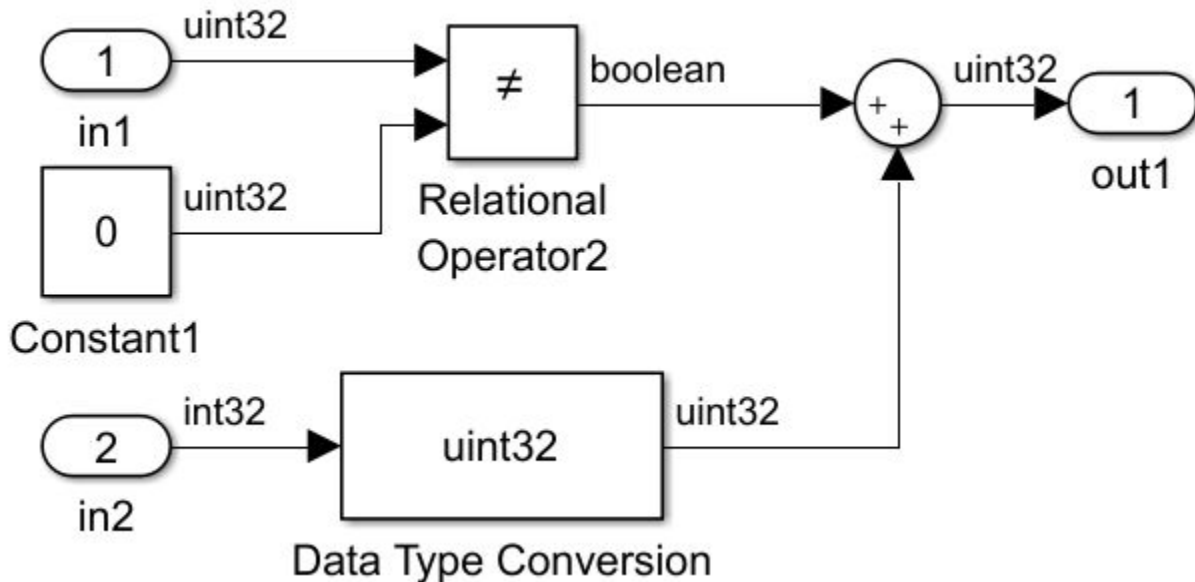 1
uint32
in1
0
uint32
Constant1
≠
Relational
Operator2
boolean
+
+
uint32
1
out1
2
int32
in2
uint32
Data Type Conversion
uint32